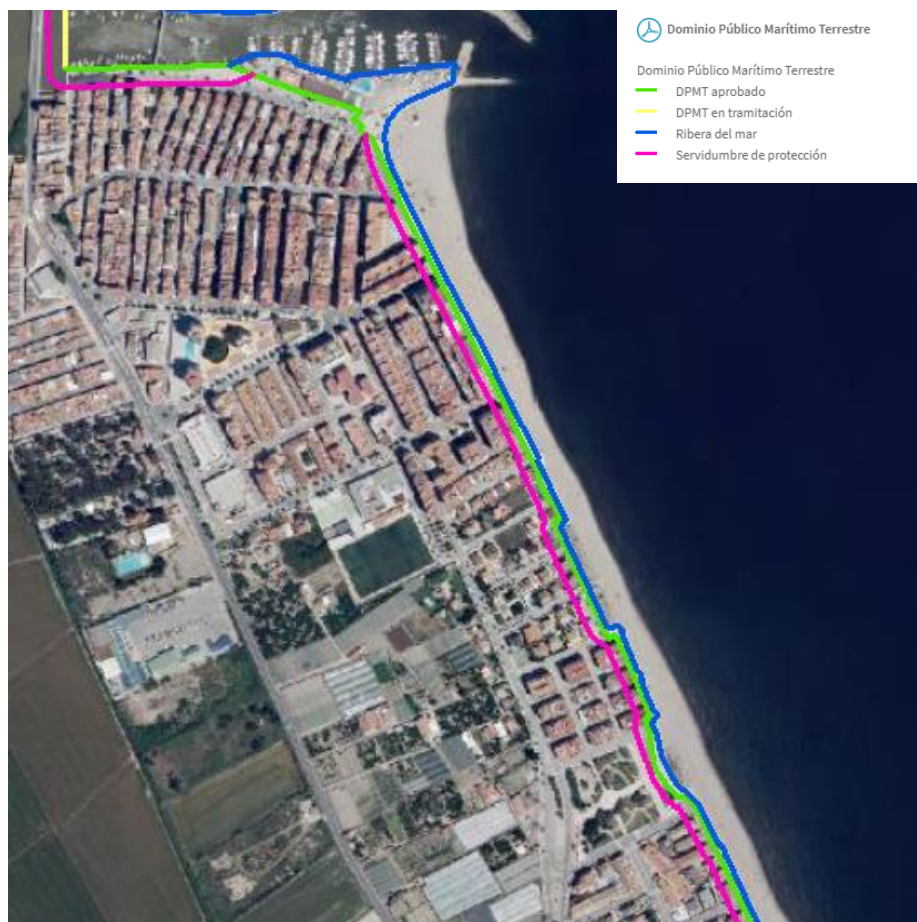 Dominio Público Marítimo Terrestre
Dominio Público Marítimo Terrestre
DPMT aprobado
DPMT en tramitación
Ribera del mar
Servidumbre de protección